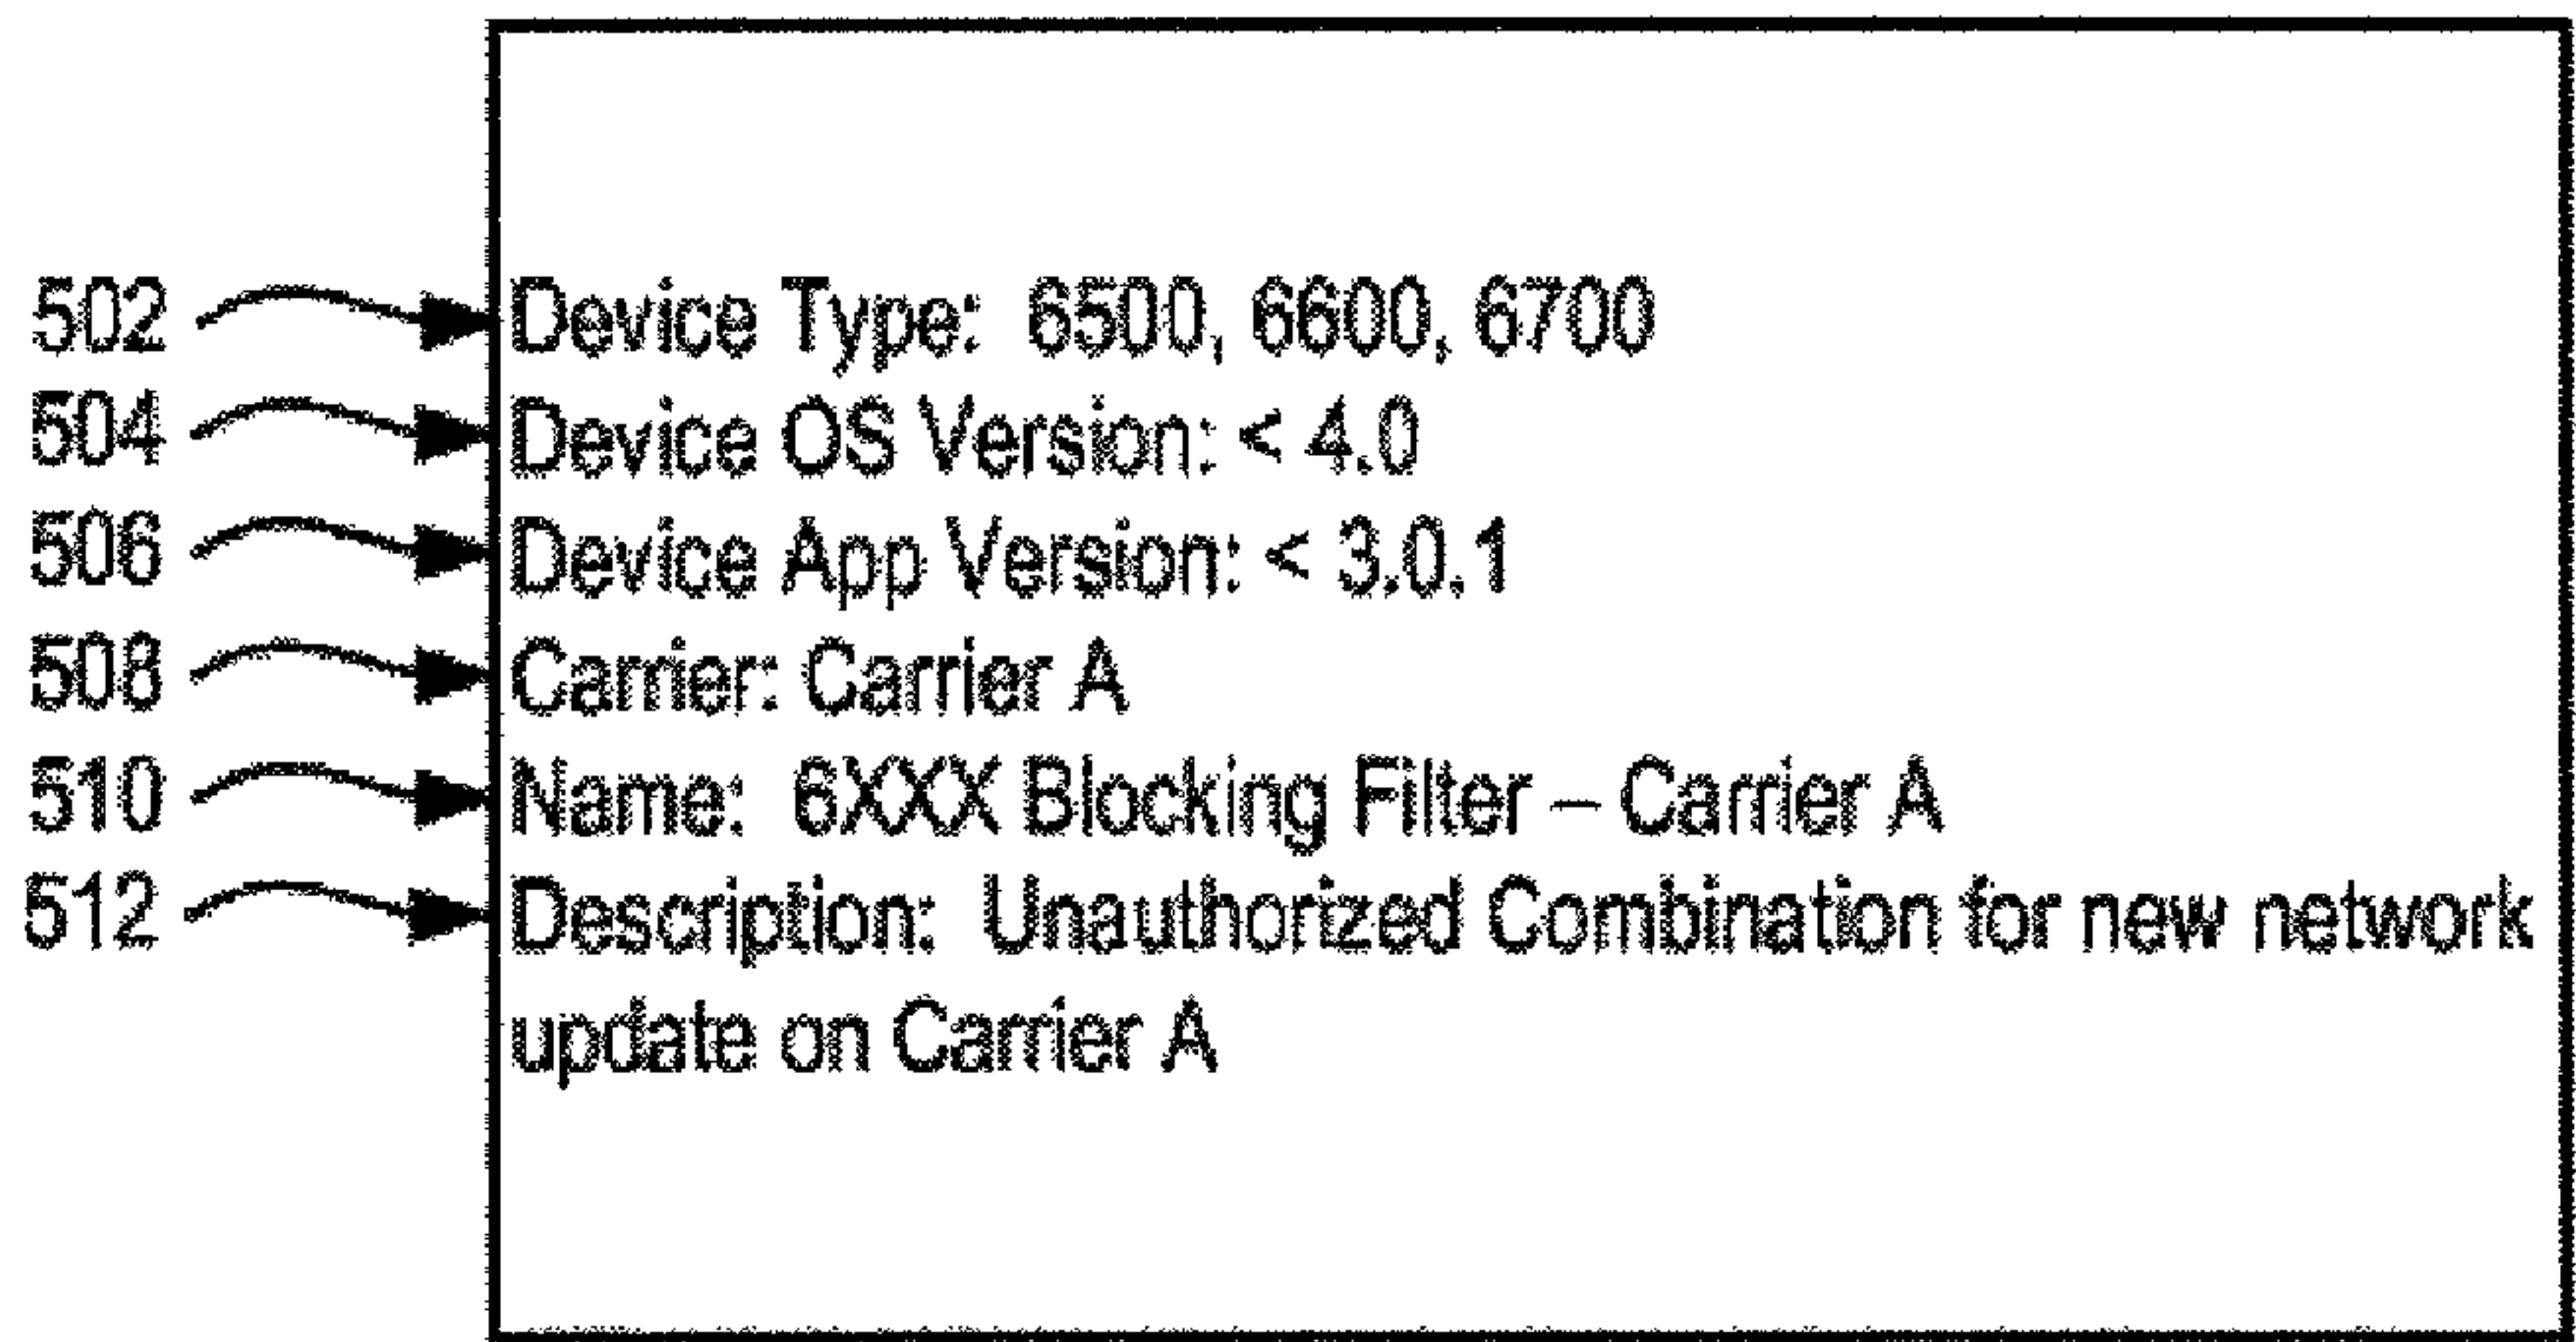 502 Device Type: 6500, 6600, 6700
504 Device OS Version: < 4.0
506 Device App Version: < 3.0.1
508 Carrier: Carrier A
510 Name: 6XXX Blocking Filter – Carrier A
512 Description: Unauthorized Combination for new network
update on Carrier A